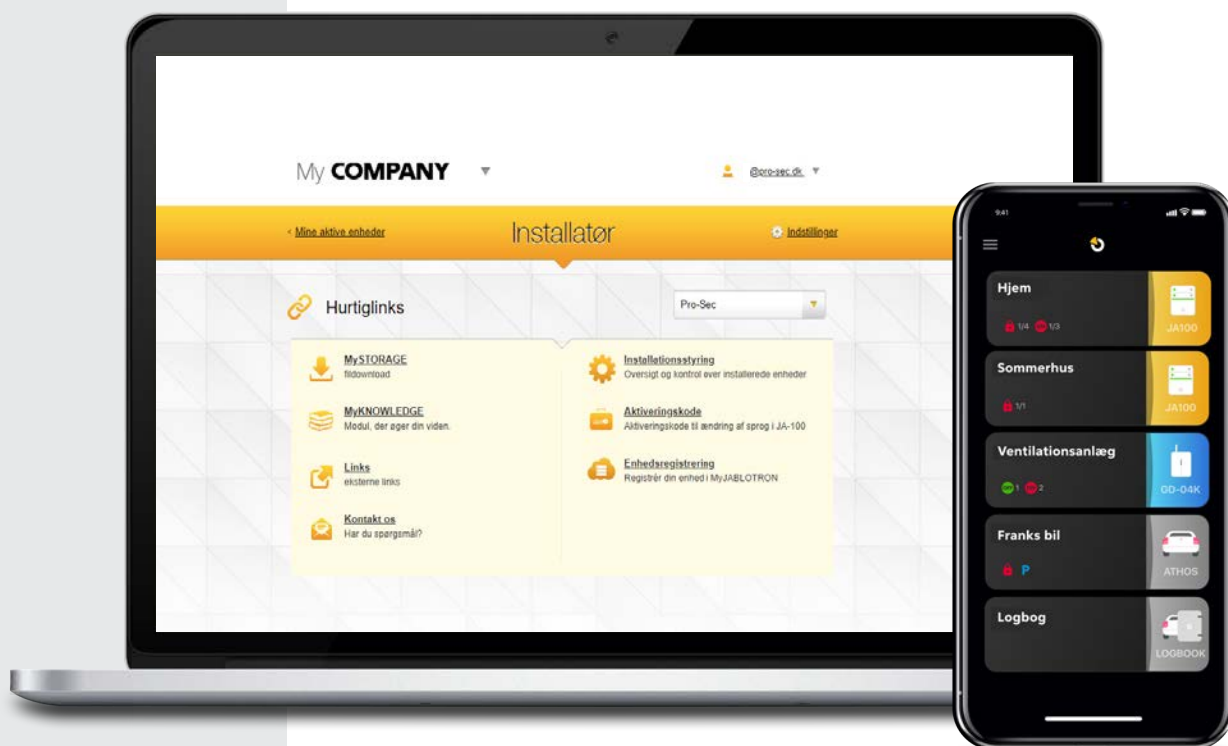 My COMPANY
@pro-sec.dk
< Mine aktive enheder
Installatør
Indstillinger
Hurtiglinks
Pro-Sec
MySTORAGE
fildownload
MyKNOWLEDGE
Modul, der øger din viden.
Links
eksterne links
Kontakt os
Har du spørgsmål?
Installationsstyring
Oversigt og kontrol over installerede enheder
Aktiveringskode
Aktiveringskode til ændring af sprog i JA-100
Enhedsregistrering
Registrér din enhed i MyJABLOTRON
9:41
Hjem
1/4 1/3
JA100
Sommerhus
1/1
JA100
Ventilationsanlæg
1 2
GD-04K
Franks bil
P
ATHOS
Logbog
LOGBOOK